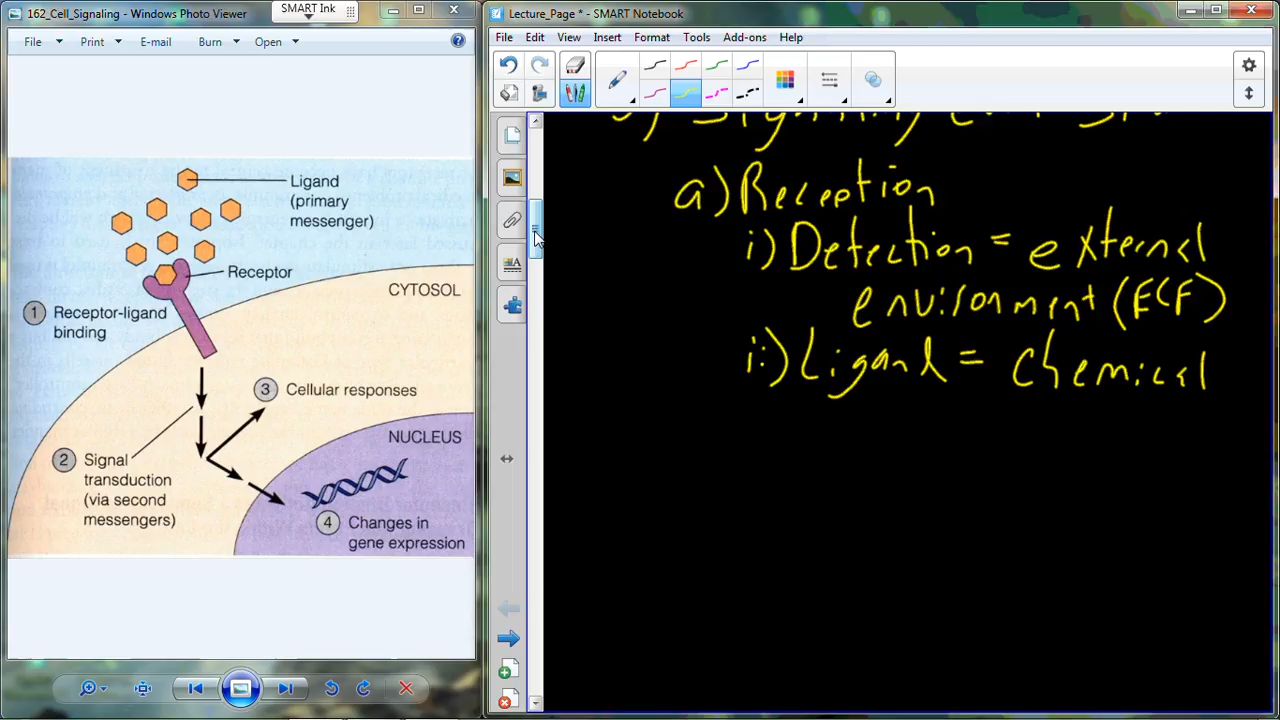 162_Cell_Signaling - Windows Photo Viewer
SMART Ink
File Print E-mail Burn Open
Ligand
(primary
messenger)
Receptor
CYTOSOL
1 Receptor-ligand
binding
3 Cellular responses
NUCLEUS
2 Signal
transduction
(via second
messengers)
4 Changes in
gene expression
Lecture_Page * - SMART Notebook
File Edit View Insert Format Tools Add-ons Help
a) Reception
i) Detection = external
environment (ECF)
ii) Ligand = chemical